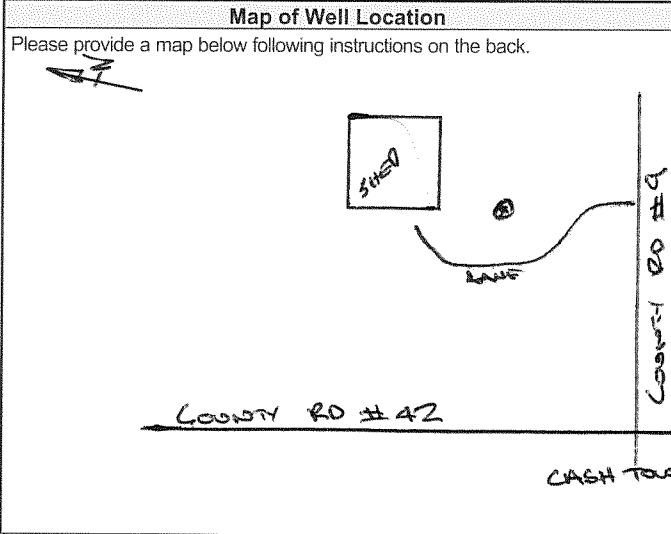 Map of Well Location
Please provide a map below following instructions on the back.
N
SHED
LANE
COUNTY RD #9
COUNTY RD # 42
CASH